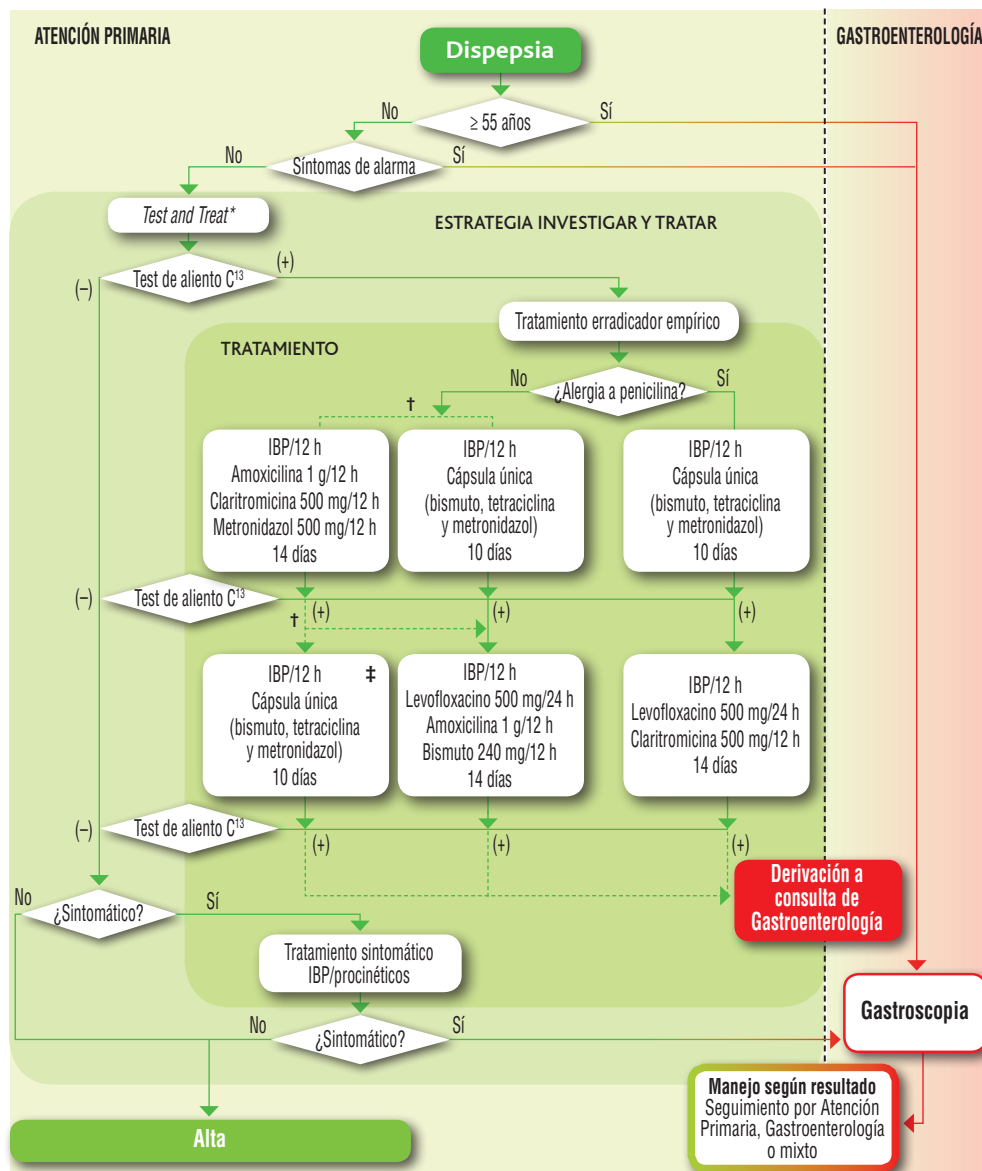 ATENCIÓN PRIMARIA
GASTROENTEROLOGÍA
Dispepsia
No
≥ 55 años
Sí
No
Síntomas de alarma
Sí
Test and Treat*
ESTRATEGIA INVESTIGAR Y TRATAR
(–)
Test de aliento C¹³
(+)
Tratamiento erradicador empírico
TRATAMIENTO
No
¿Alergia a penicilina?
Sí
†
IBP/12 h
Amoxicilina 1 g/12 h
Claritromicina 500 mg/12 h
Metronidazol 500 mg/12 h
14 días
IBP/12 h
Cápsula única
(bismuto, tetraciclina
y metronidazol)
10 días
IBP/12 h
Cápsula única
(bismuto, tetraciclina
y metronidazol)
10 días
(–)
Test de aliento C¹³
(+)
(+)
(+)
†
IBP/12 h
‡
Cápsula única
(bismuto, tetraciclina
y metronidazol)
10 días
IBP/12 h
Levofloxacino 500 mg/24 h
Amoxicilina 1 g/12 h
Bismuto 240 mg/12 h
14 días
IBP/12 h
Levofloxacino 500 mg/24 h
Claritromicina 500 mg/12 h
14 días
(–)
Test de aliento C¹³
(+)
(+)
(+)
Derivación a
consulta de
Gastroenterología
No
¿Sintomático?
Sí
Tratamiento sintomático
IBP/procinéticos
No
¿Sintomático?
Sí
Gastroscopia
Manejo según resultado
Seguimiento por Atención
Primaria, Gastroenterología
o mixto
Alta